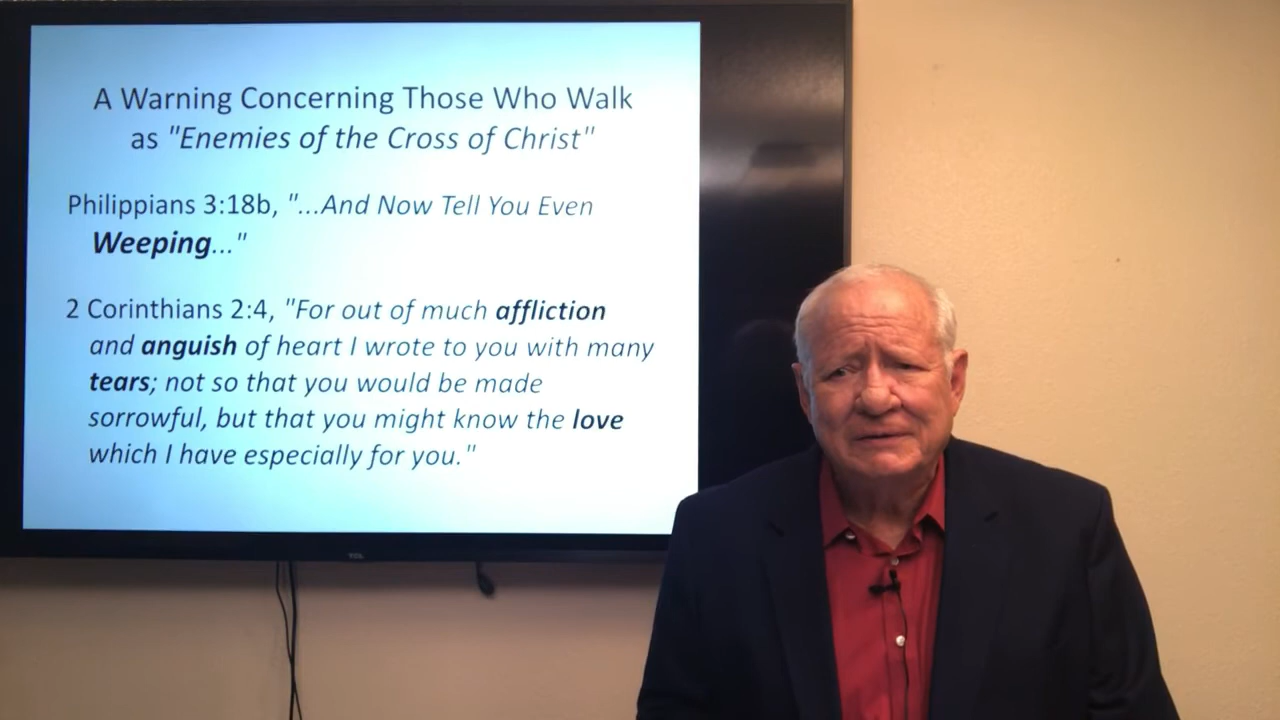 A Warning Concerning Those Who Walk
as "Enemies of the Cross of Christ"
Philippians 3:18b, "...And Now Tell You Even
Weeping..."
2 Corinthians 2:4, "For out of much affliction
and anguish of heart I wrote to you with many
tears; not so that you would be made
sorrowful, but that you might know the love
which I have especially for you."
TCL